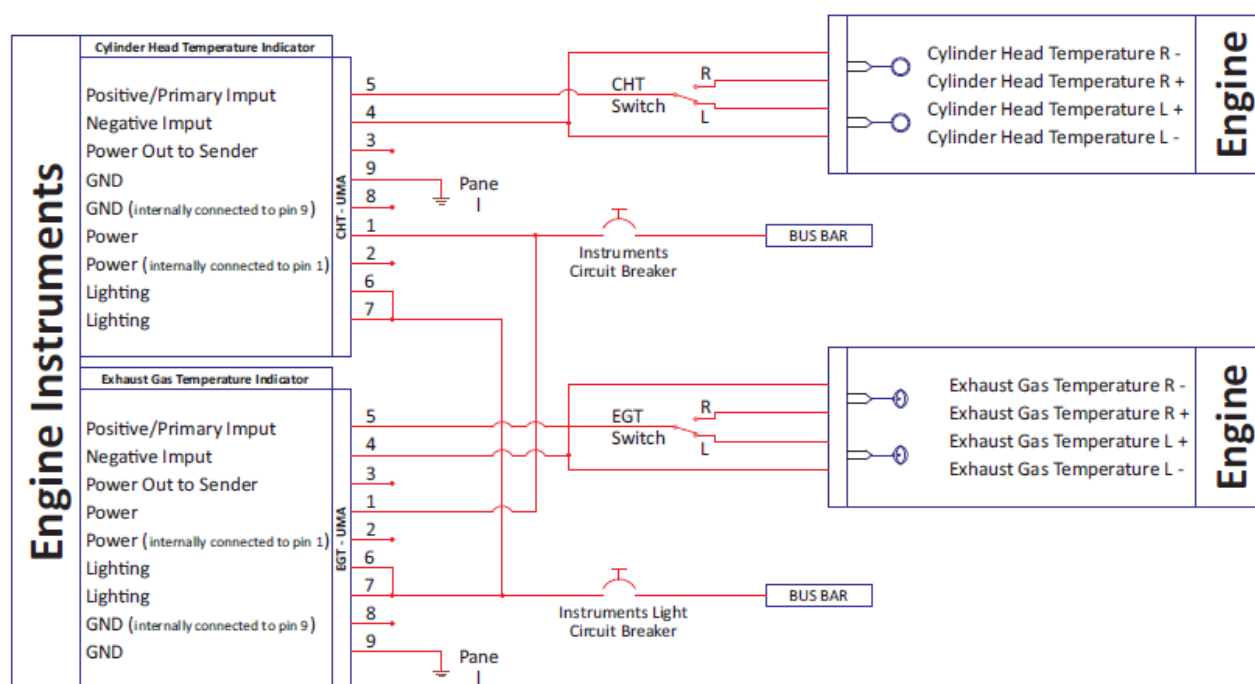 Engine Instruments
Cylinder Head Temperature Indicator
Positive/Primary Imput
Negative Imput
Power Out to Sender
GND
GND (internally connected to pin 9)
Power
Power (internally connected to pin 1)
Lighting
Lighting
CHT - UMA
5
4
3
9
8
1
2
6
7
Pane
l
CHT
Switch
R
L
Instruments
Circuit Breaker
BUS BAR
Cylinder Head Temperature R -
Cylinder Head Temperature R +
Cylinder Head Temperature L +
Cylinder Head Temperature L -
Engine
Exhaust Gas Temperature Indicator
Positive/Primary Imput
Negative Imput
Power Out to Sender
Power
Power (internally connected to pin 1)
Lighting
Lighting
GND (internally connected to pin 9)
GND
EGT - UMA
5
4
3
1
2
6
7
8
9
Pane
l
EGT
Switch
R
L
Instruments Light
Circuit Breaker
BUS BAR
Exhaust Gas Temperature R -
Exhaust Gas Temperature R +
Exhaust Gas Temperature L +
Exhaust Gas Temperature L -
Engine